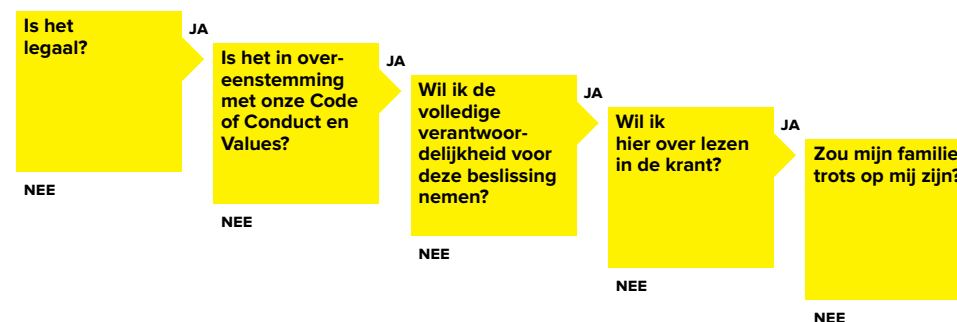 Is het
legaal?
JA
NEE
Is het in over-
eenstemming
met onze Code
of Conduct en
Values?
JA
NEE
Wil ik de
volledige
verantwoor-
delijkheid voor
deze beslissing
nemen?
JA
NEE
Wil ik
hier over lezen
in de krant?
JA
NEE
Zou mijn familie
trots op mij zijn?
NEE